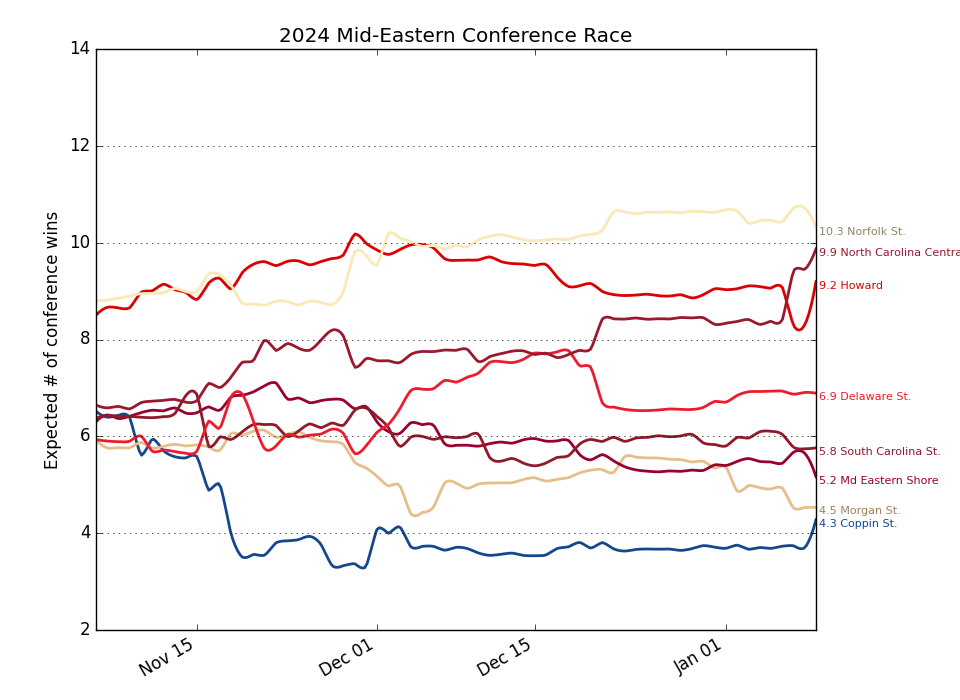 2024 Mid-Eastern Conference Race
Expected # of conference wins
14
12
10
8
6
4
2
Nov 15
Dec 01
Dec 15
Jan 01
10.3 Norfolk St.
9.9 North Carolina Centra
9.2 Howard
6.9 Delaware St.
5.8 South Carolina St.
5.2 Md Eastern Shore
4.5 Morgan St.
4.3 Coppin St.